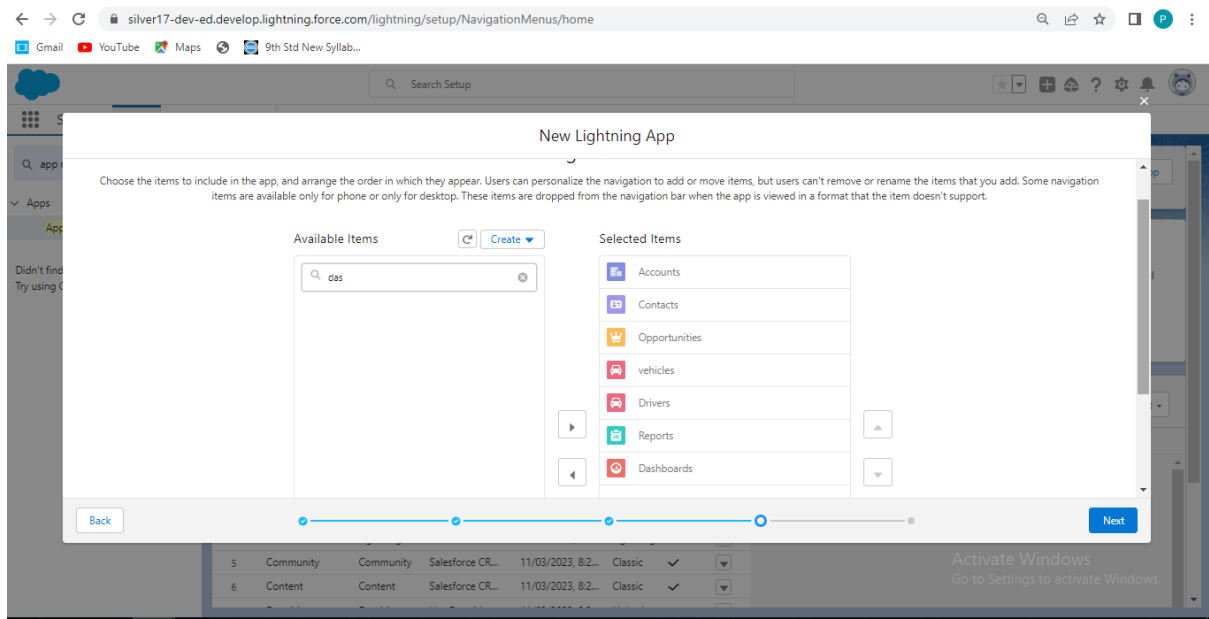 silver17-dev-ed.develop.lightning.force.com/lightning/setup/NavigationMenus/home
P
Gmail YouTube Maps 9th Std New Syllab...
Search Setup
New Lightning App
app
Choose the items to include in the app, and arrange the order in which they appear. Users can personalize the navigation to add or move items, but users can't remove or rename the items that you add. Some navigation
items are available only for phone or only for desktop. These items are dropped from the navigation bar when the app is viewed in a format that the item doesn't support.
Apps
App
Available Items Create Selected Items
Didn't find
Try using
das
Accounts
Contacts
Opportunities
vehicles
Drivers
Reports
Dashboards
Back Next
5 Community Community Salesforce CR... 11/03/2023, 8:2... Classic
6 Content Content Salesforce CR... 11/03/2023, 8:2... Classic
Activate Windows
Go to Settings to activate Windows.